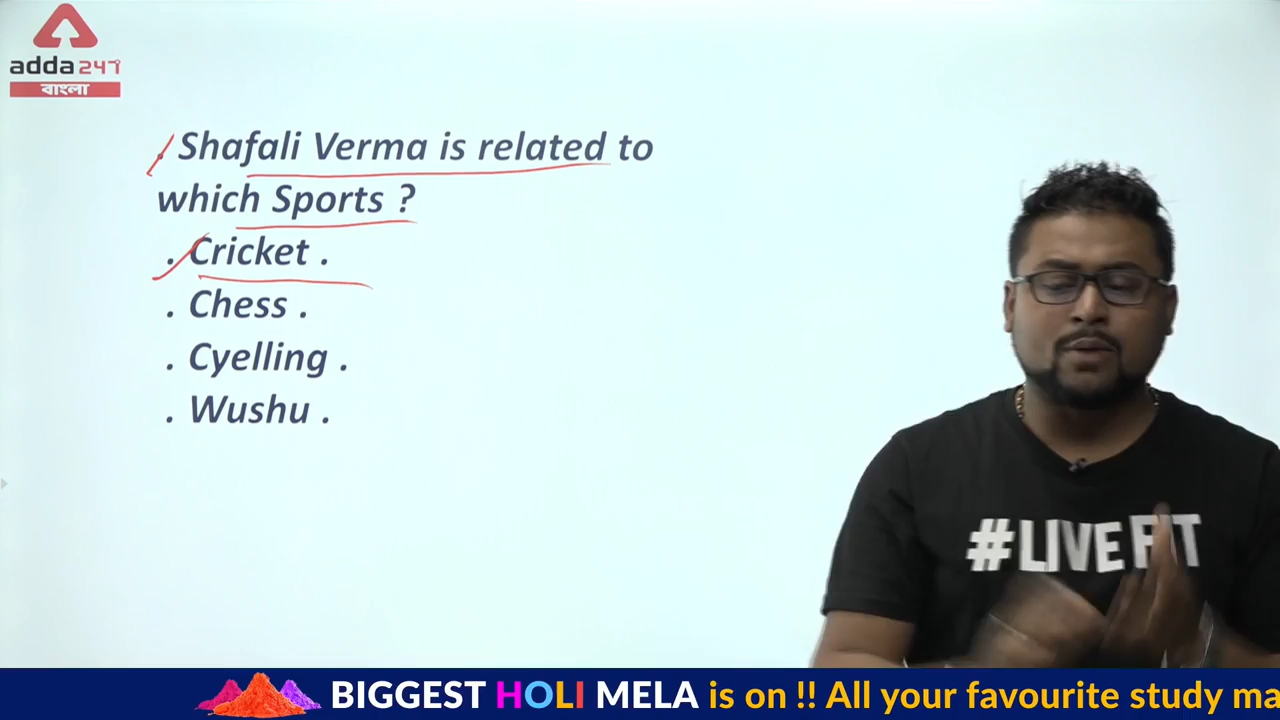 adda247
বাংলা
. Shafali Verma is related to
which Sports ?
. Cricket .
. Chess .
. Cyelling .
. Wushu .
#LIVE FIT
BIGGEST HOLI MELA is on !! All your favourite study ma